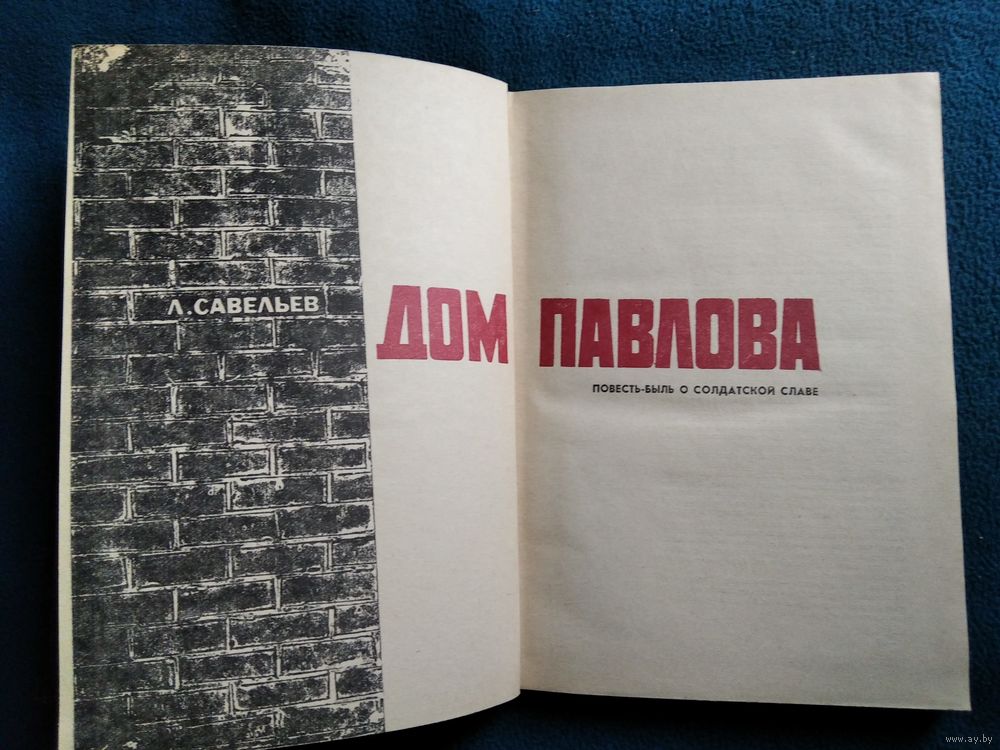 Л.САВЕЛЬЕВ
ДОМ ПАВЛОВА
ПОВЕСТЬ-БЫЛЬ О СОЛДАТСКОЙ СЛАВЕ
www.ay.by